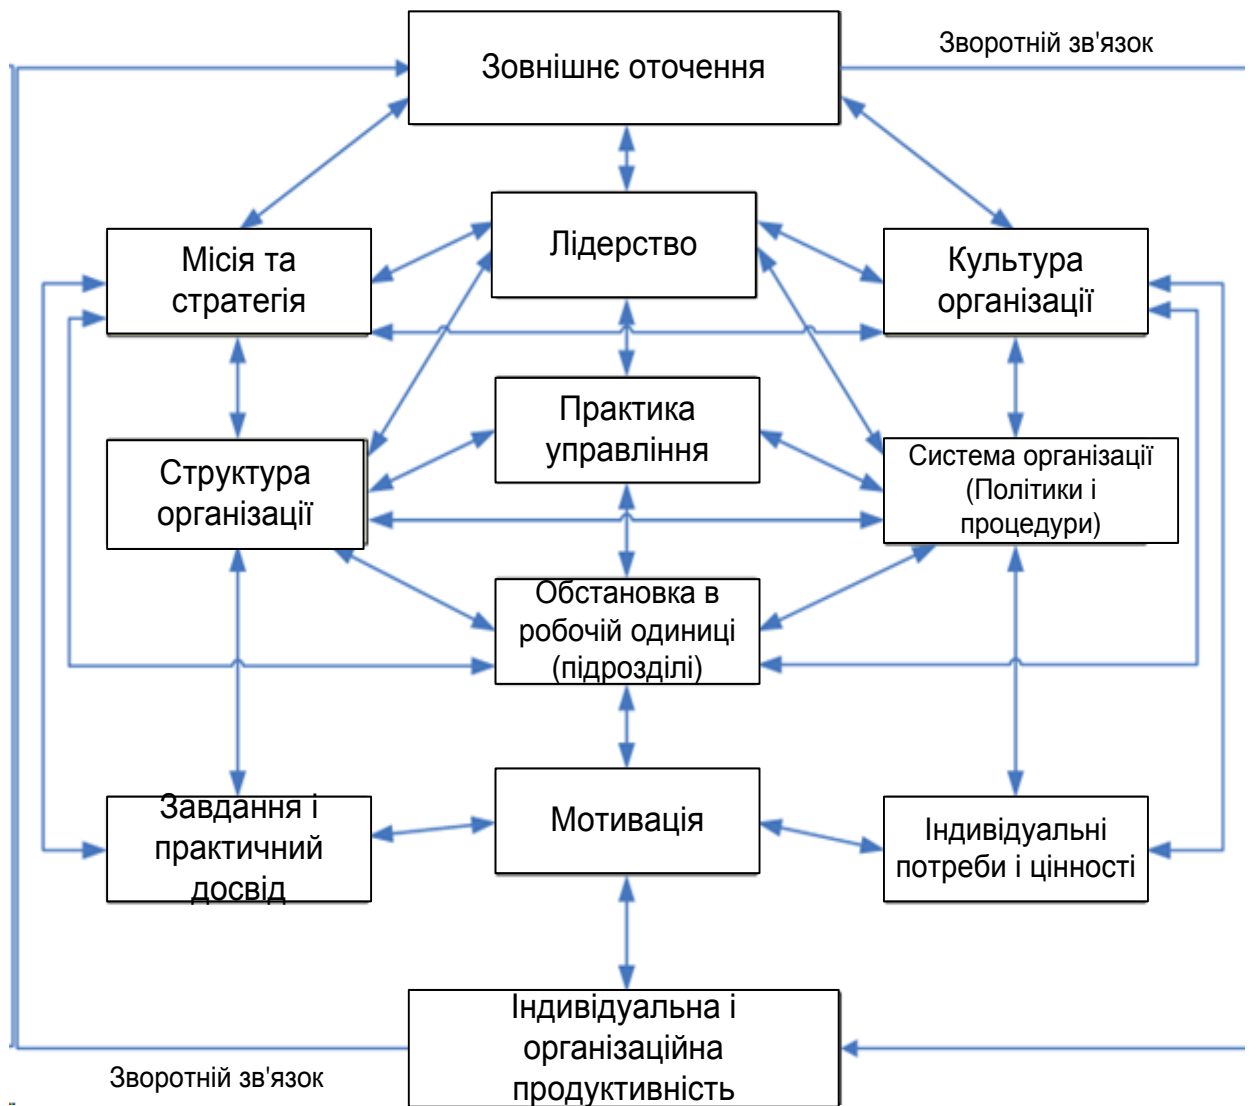 Зворотній зв'язок
Зовнішнє оточення
Лідерство
Місія та
стратегія
Культура
організації
Практика
управління
Структура
організації
Система організації
(Політики і
процедури)
Обстановка в
робочій одиниці
(підрозділі)
Завдання і
практичний
досвід
Мотивація
Індивідуальні
потреби і цінності
Індивідуальна і
організаційна
продуктивність
Зворотній зв'язок